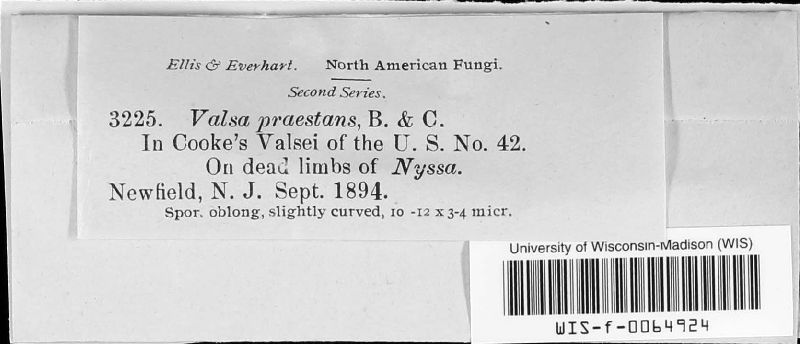 Ellis & Everhart. North American Fungi.
Second Series.
3225. Valsa praestans, B. & C.
In Cooke's Valsei of the U. S. No. 42.
On dead limbs of Nyssa.
Newfield, N. J. Sept. 1894.
Spor. oblong, slightly curved, 10 -12 x 3-4 micr.
University of Wisconsin-Madison (WIS)
WIS-f-0064924